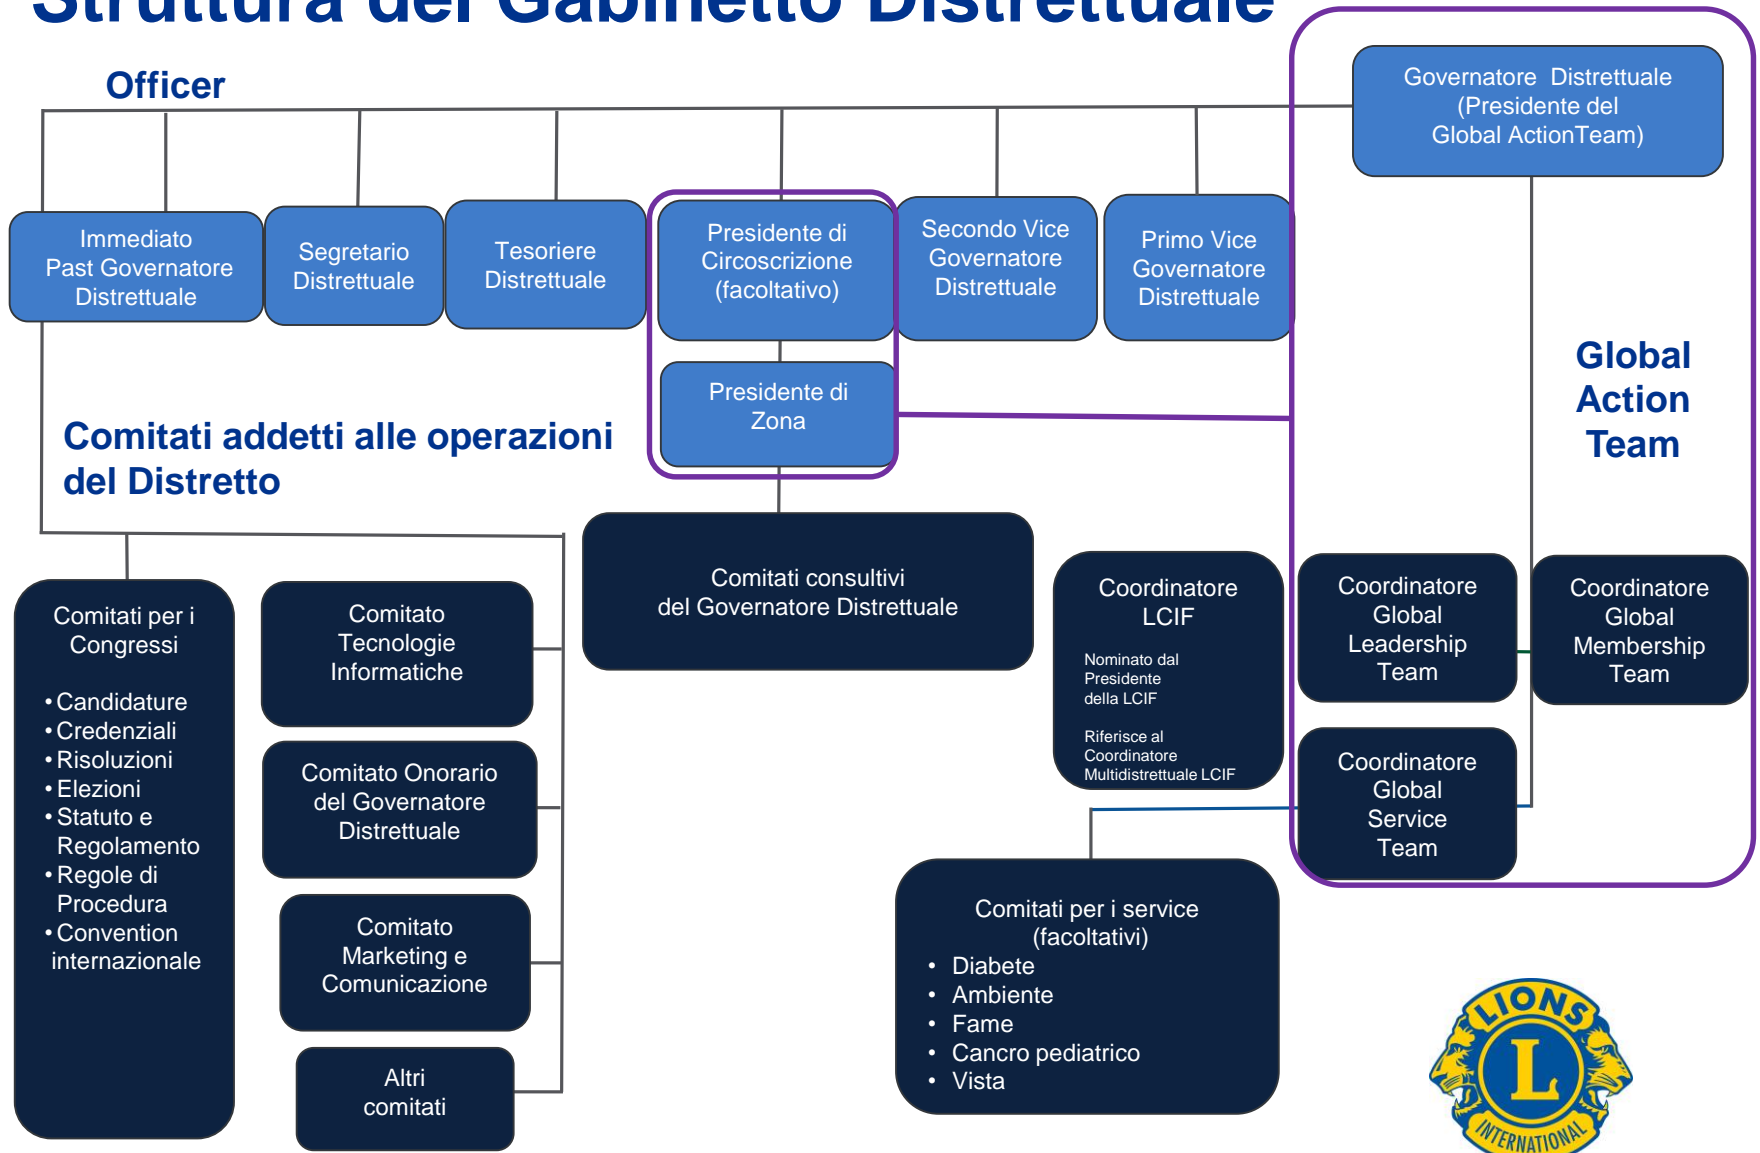 Struttura del Gabinetto Distrettuale
Officer
Governatore Distrettuale
(Presidente del
Global ActionTeam)
Immediato
Past Governatore
Distrettuale
Segretario
Distrettuale
Tesoriere
Distrettuale
Presidente di
Circoscrizione
(facoltativo)
Secondo Vice
Governatore
Distrettuale
Primo Vice
Governatore
Distrettuale
Presidente di
Zona
Global
Action
Team
Comitati addetti alle operazioni
del Distretto
Comitati per i
Congressi
• Candidature
• Credenziali
• Risoluzioni
• Elezioni
• Statuto e
Regolamento
• Regole di
Procedura
• Convention
internazionale
Comitato
Tecnologie
Informatiche
Comitato Onorario
del Governatore
Distrettuale
Comitato
Marketing e
Comunicazione
Altri
comitati
Comitati consultivi
del Governatore Distrettuale
Coordinatore
LCIF
Nominato dal
Presidente
della LCIF
Riferisce al
Coordinatore
Multidistrettuale LCIF
Coordinatore
Global
Leadership
Team
Coordinatore
Global
Membership
Team
Coordinatore
Global
Service
Team
Comitati per i service
(facoltativi)
• Diabete
• Ambiente
• Fame
• Cancro pediatrico
• Vista
LIONS
L
INTERNATIONAL